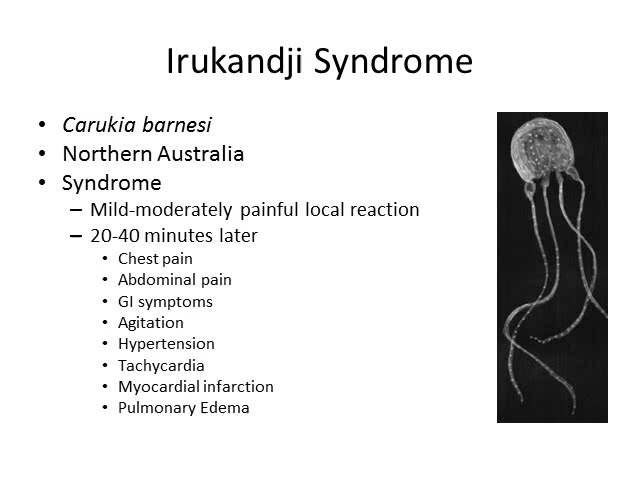 Irukandji Syndrome
• Carukia barnesi
• Northern Australia
• Syndrome
– Mild-moderately painful local reaction
– 20-40 minutes later
• Chest pain
• Abdominal pain
• GI symptoms
• Agitation
• Hypertension
• Tachycardia
• Myocardial infarction
• Pulmonary Edema